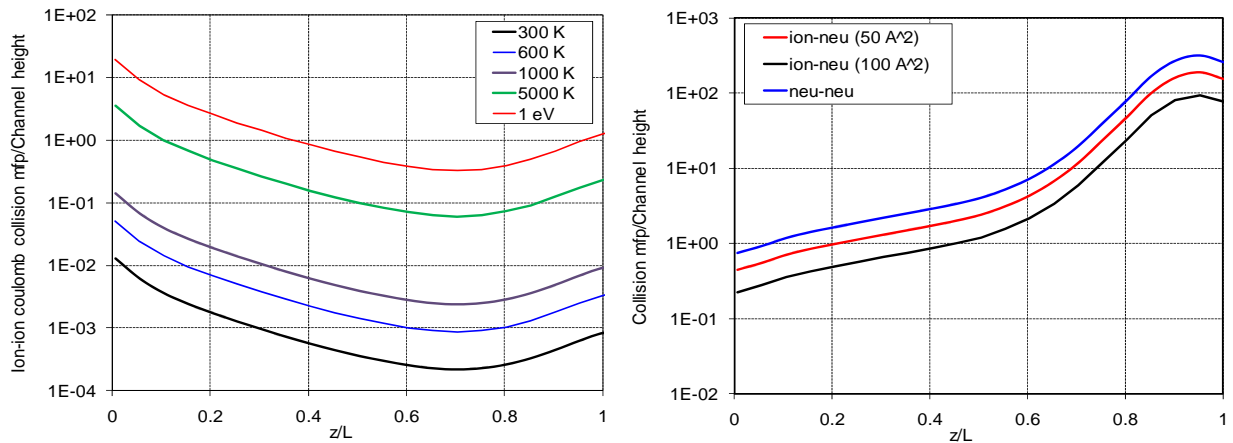 Ion-ion coulomb collision mfp/Channel height
1E+02
1E+01
1E+00
1E-01
1E-02
1E-03
1E-04
300 K
600 K
1000 K
5000 K
1 eV
0
0.2
0.4
0.6
0.8
1
z/L
Collision mfp/Channel height
1E+03
1E+02
1E+01
1E+00
1E-01
1E-02
ion-neu (50 A^2)
ion-neu (100 A^2)
neu-neu
0
0.2
0.4
0.6
0.8
1
z/L